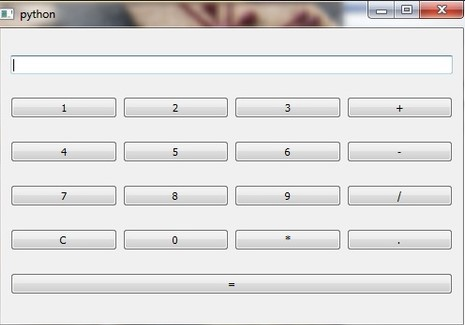 python
1 2 3 +
4 5 6 -
7 8 9 /
C 0 * .
=